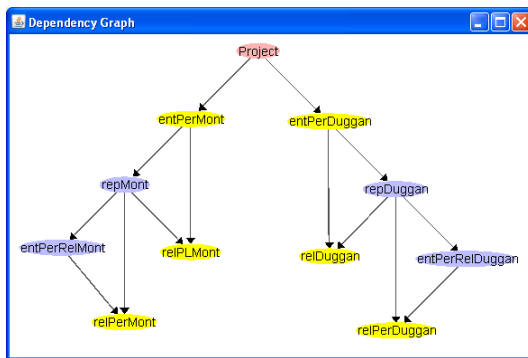 Dependency Graph
Project
entPerMont
entPerDuggan
repMont
repDuggan
entPerRelMont
relPLMont
relDuggan
entPerRelDuggan
relPerMont
relPerDuggan